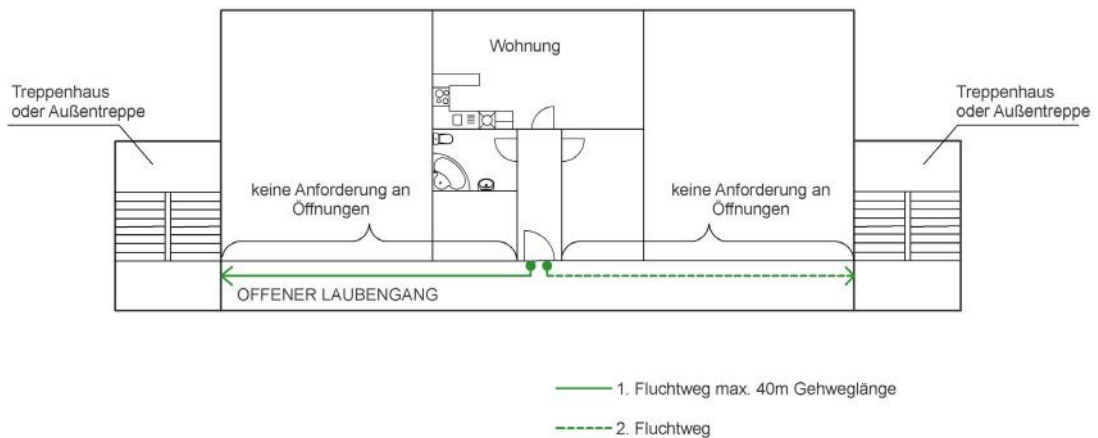 Wohnung
Treppenhaus
oder Außentreppe
Treppenhaus
oder Außentreppe
keine Anforderung an
Öffnungen
keine Anforderung an
Öffnungen
OFFENER LAUBENGANG
1. Fluchtweg max. 40m Gehweglänge
2. Fluchtweg